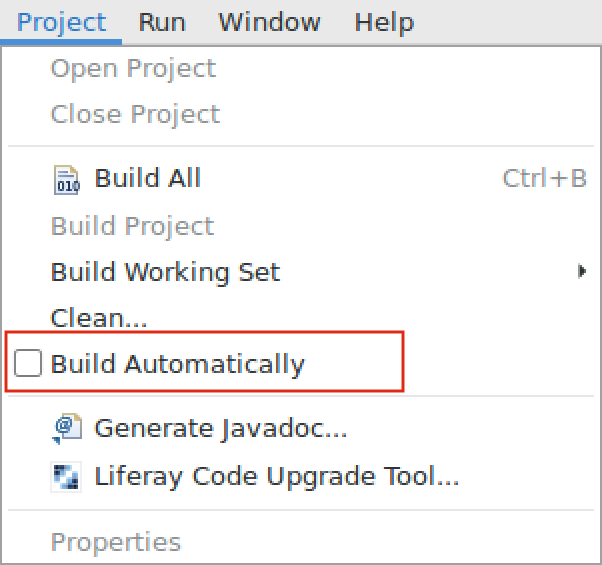 Project Run Window Help
Open Project
Close Project
010 Build All Ctrl+B
Build Project
Build Working Set
Clean...
Build Automatically
@ Generate Javadoc...
Liferay Code Upgrade Tool...
Properties